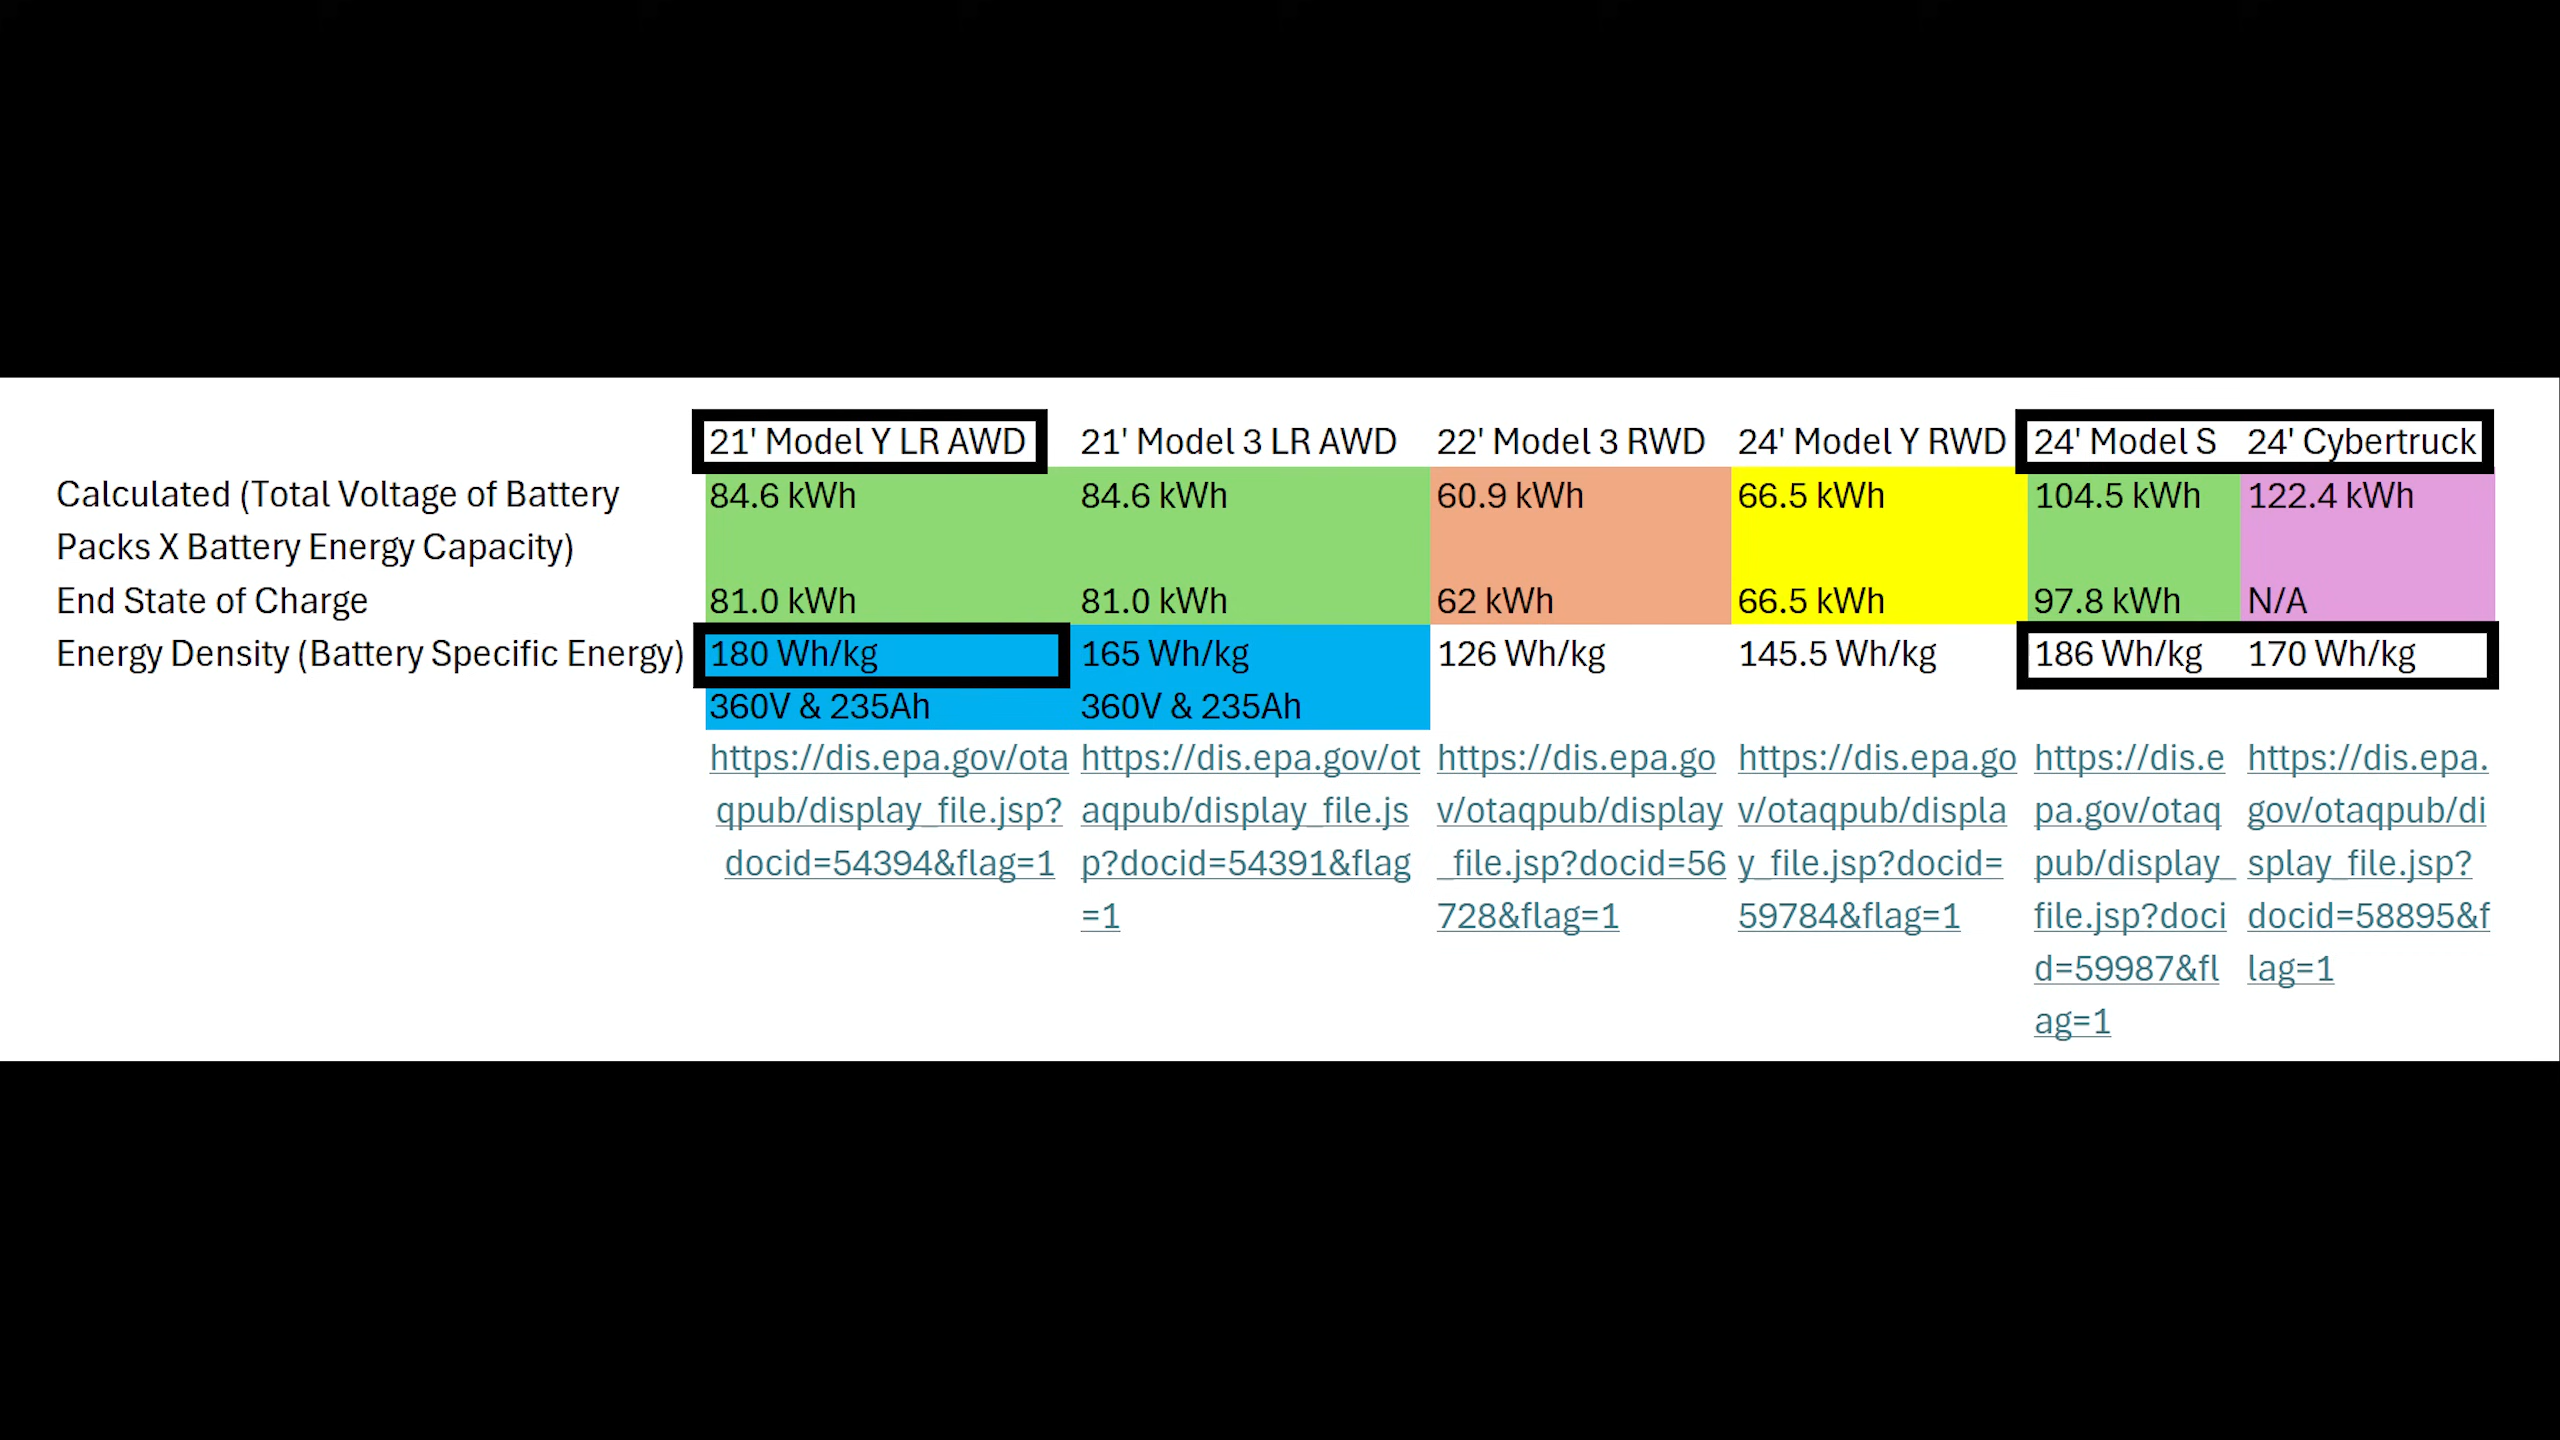 21' Model Y LR AWD 21' Model 3 LR AWD 22' Model 3 RWD 24' Model Y RWD 24' Model S 24' Cybertruck
Calculated (Total Voltage of Battery 84.6 kWh 84.6 kWh 60.9 kWh 66.5 kWh 104.5 kWh 122.4 kWh
Packs X Battery Energy Capacity)
End State of Charge 81.0 kWh 81.0 kWh 62 kWh 66.5 kWh 97.8 kWh N/A
Energy Density (Battery Specific Energy) 180 Wh/kg 165 Wh/kg 126 Wh/kg 145.5 Wh/kg 186 Wh/kg 170 Wh/kg
360V & 235Ah 360V & 235Ah
https://dis.epa.gov/ota https://dis.epa.gov/ot https://dis.epa.go https://dis.epa.go https://dis.e https://dis.epa.
qpub/display_file.jsp? aqpub/display_file.js v/otaqpub/display v/otaqpub/displa pa.gov/otaq gov/otaqpub/di
docid=54394&flag=1 p?docid=54391&flag _file.jsp?docid=56 y_file.jsp?docid= pub/display_ splay_file.jsp?
=1 728&flag=1 59784&flag=1 file.jsp?doci docid=58895&f
d=59987&fl lag=1
ag=1